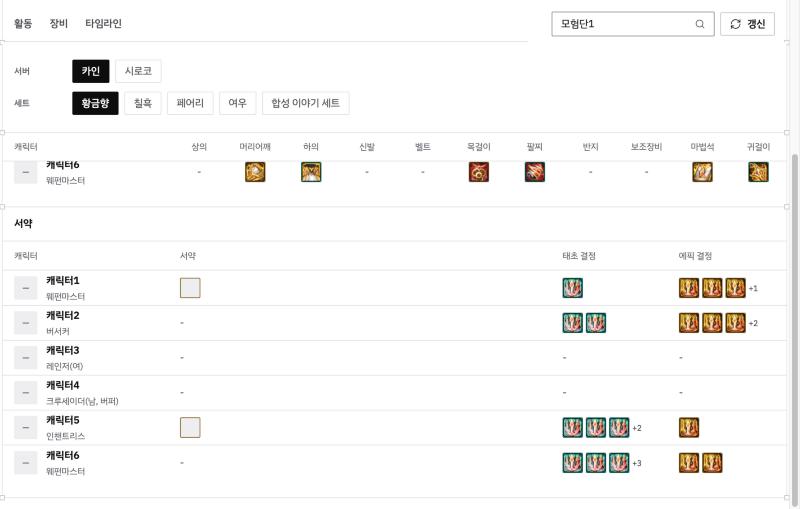 활동 장비 타임라인 모험단1 갱신
서버 카인 시로코
세트 황금향 칠흑 페어리 여우 합성 이야기 세트
캐릭터 상의 머리어깨 하의 신발 벨트 목걸이 팔찌 반지 보조장비 마법석 귀걸이
캐릭터6
웨펀마스터
- - - - -
서약
캐릭터 서약 태초 결정 에픽 결정
캐릭터1
웨펀마스터
+1
캐릭터2
버서커
- +2
캐릭터3
레인저(여)
- - -
캐릭터4
크루세이더(남, 버퍼)
- - -
캐릭터5
인챈트리스
+2
캐릭터6
웨펀마스터
- +3